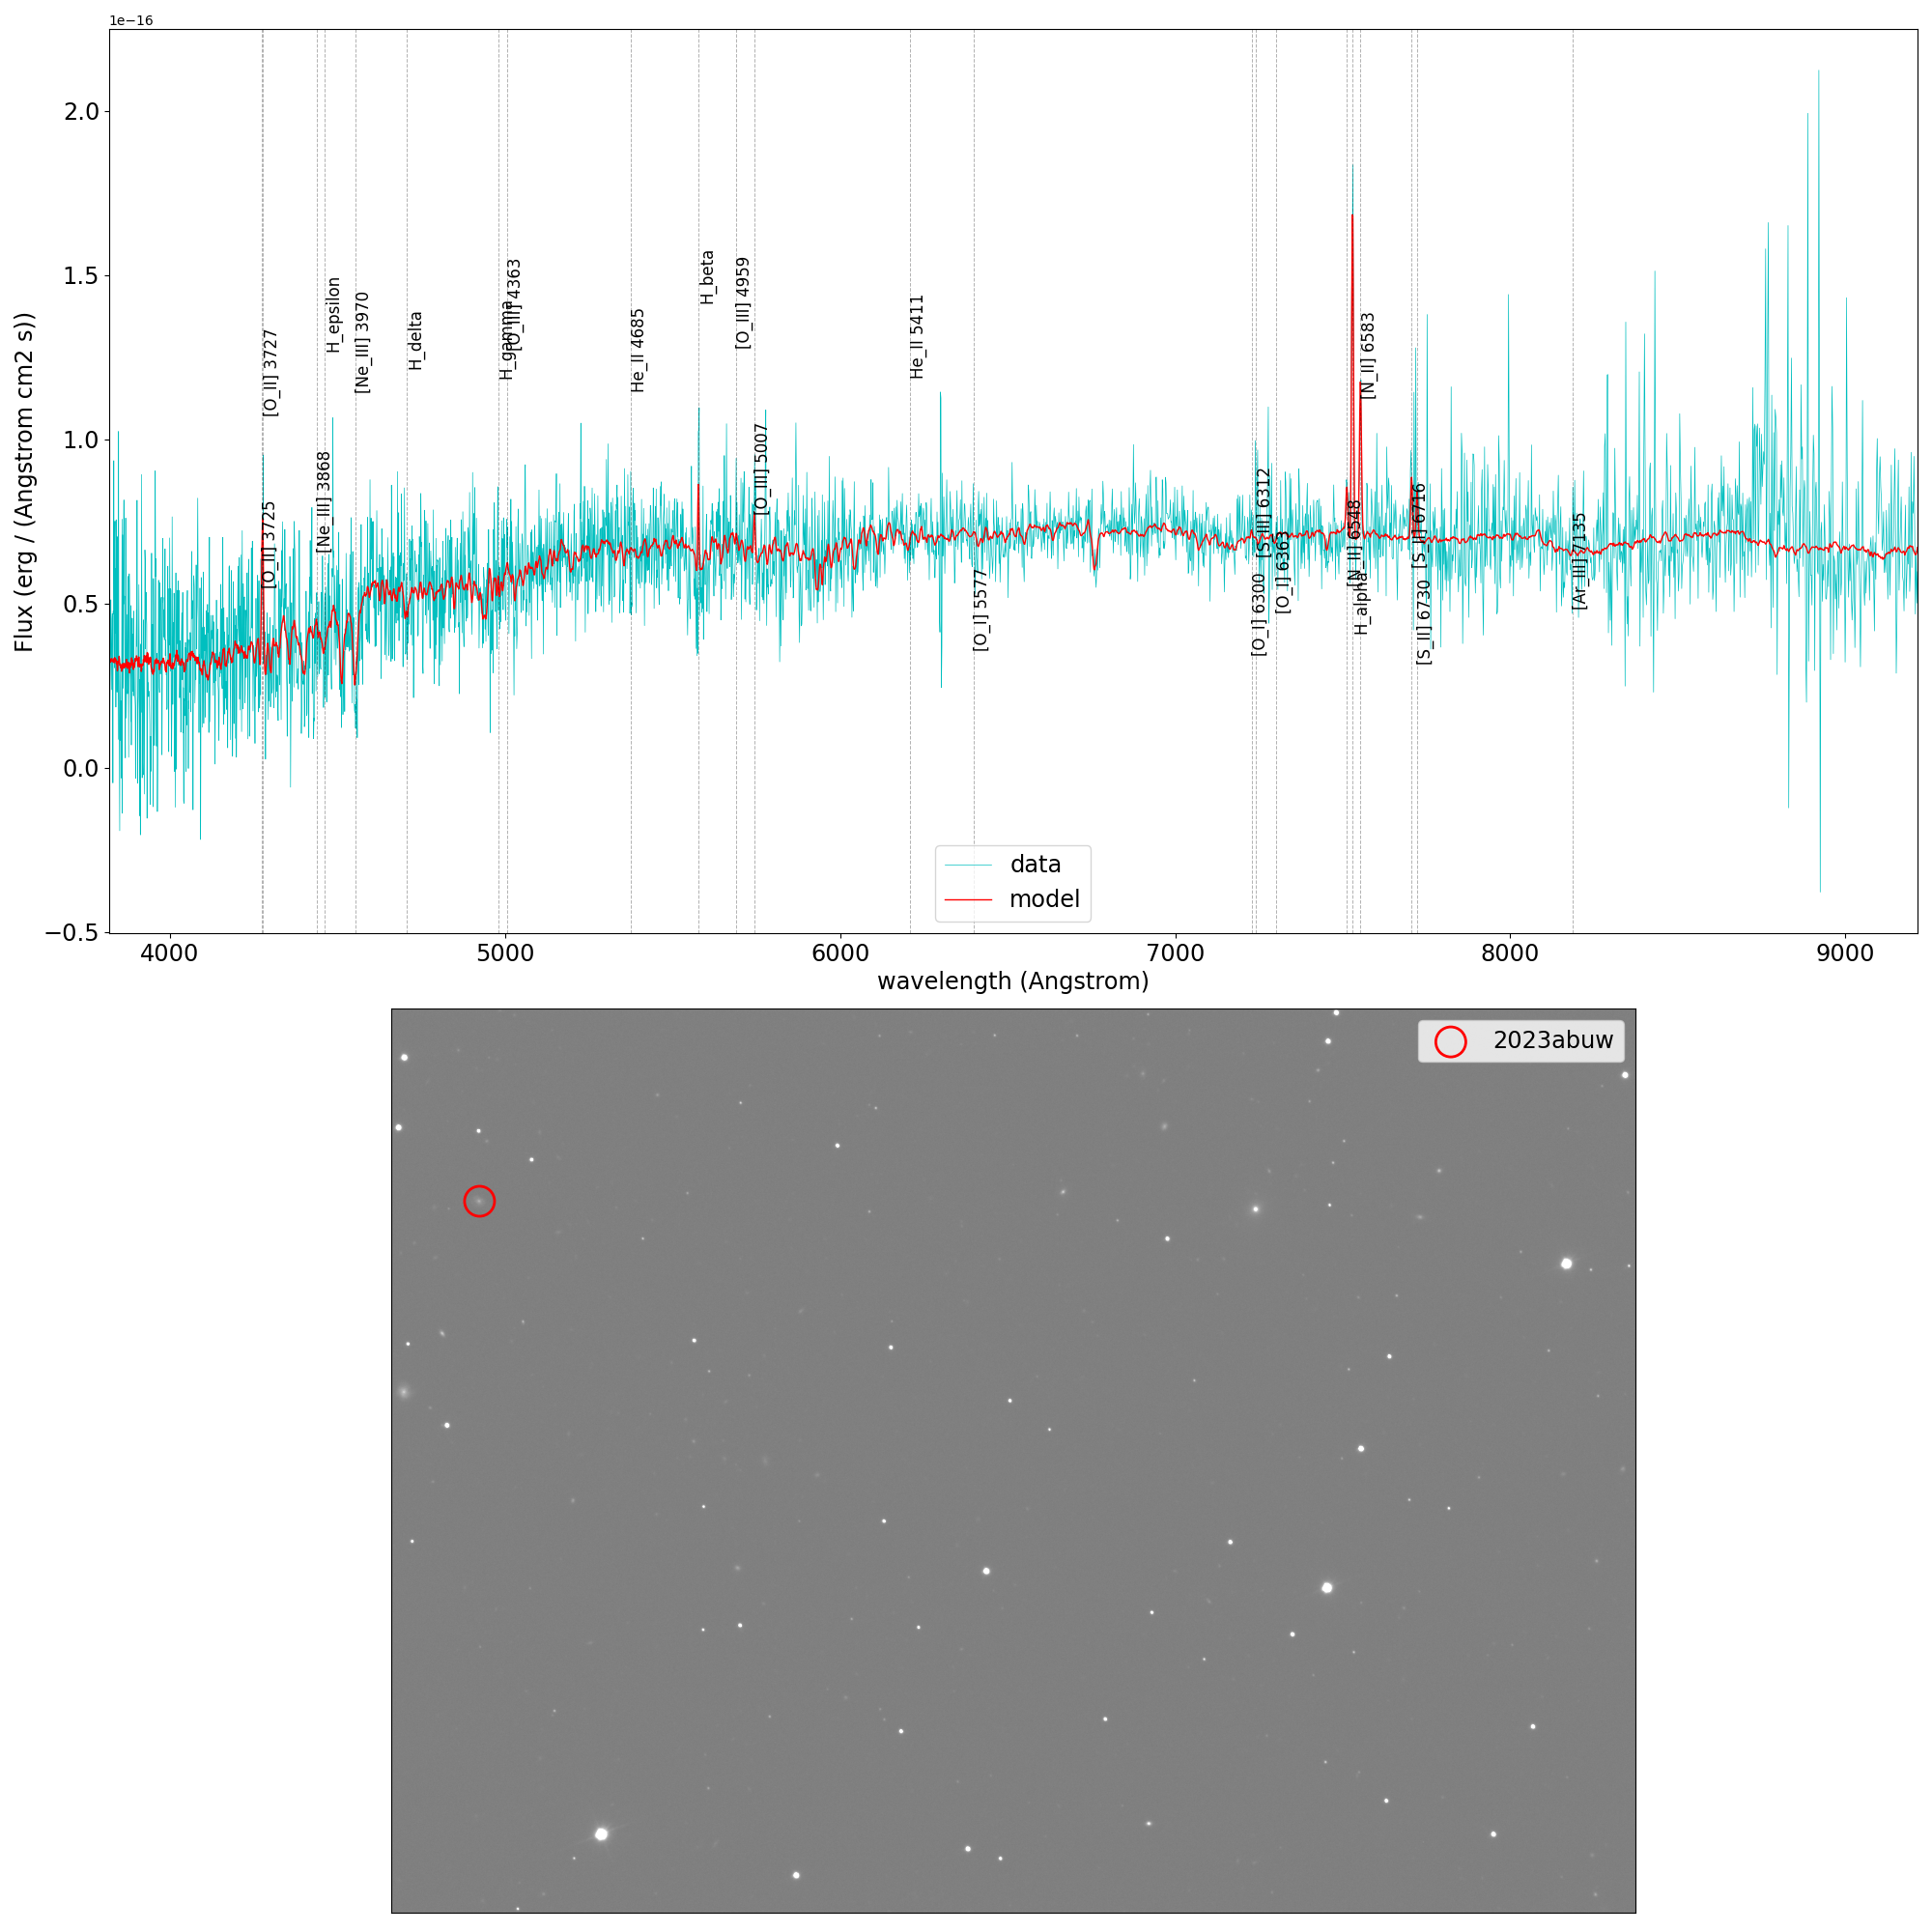 1e−16
Flux (erg / (Angstrom cm2 s))
2.0
1.5
1.0
0.5
0.0
−0.5
[O_II] 3727
[O_II] 3725
[Ne_III] 3868
H_epsilon
[Ne_III] 3970
H_delta
H_gamma
[O_III] 4363
He_II 4685
H_beta
[O_III] 4959
[O_III] 5007
He_II 5411
[O_I] 5577
[O_I] 6300
[S_III] 6312
[O_I] 6363
[N_II] 6548
H_alpha
[N_II] 6583
[S_II] 6716
[S_II] 6730
[Ar_III] 7135
data
model
4000 5000 6000 7000 8000 9000
wavelength (Angstrom)
2023abuw